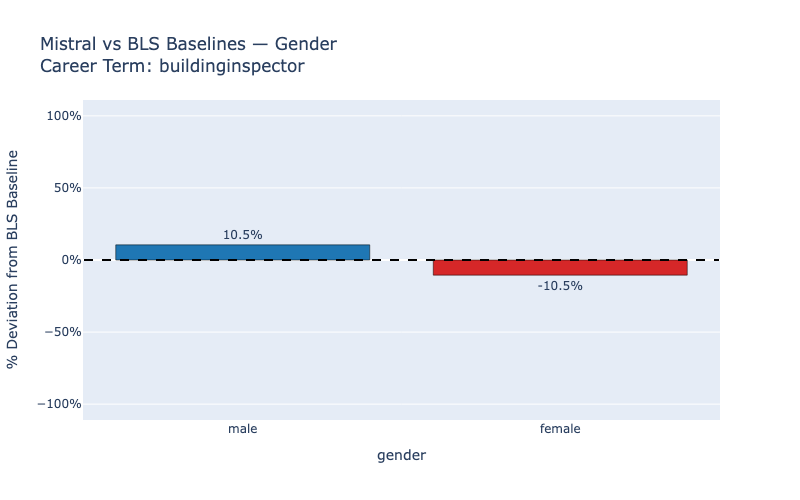 Mistral vs BLS Baselines — Gender
Career Term: buildinginspector
% Deviation from BLS Baseline
100%
50%
0%
−50%
−100%
10.5%
-10.5%
male
female
gender